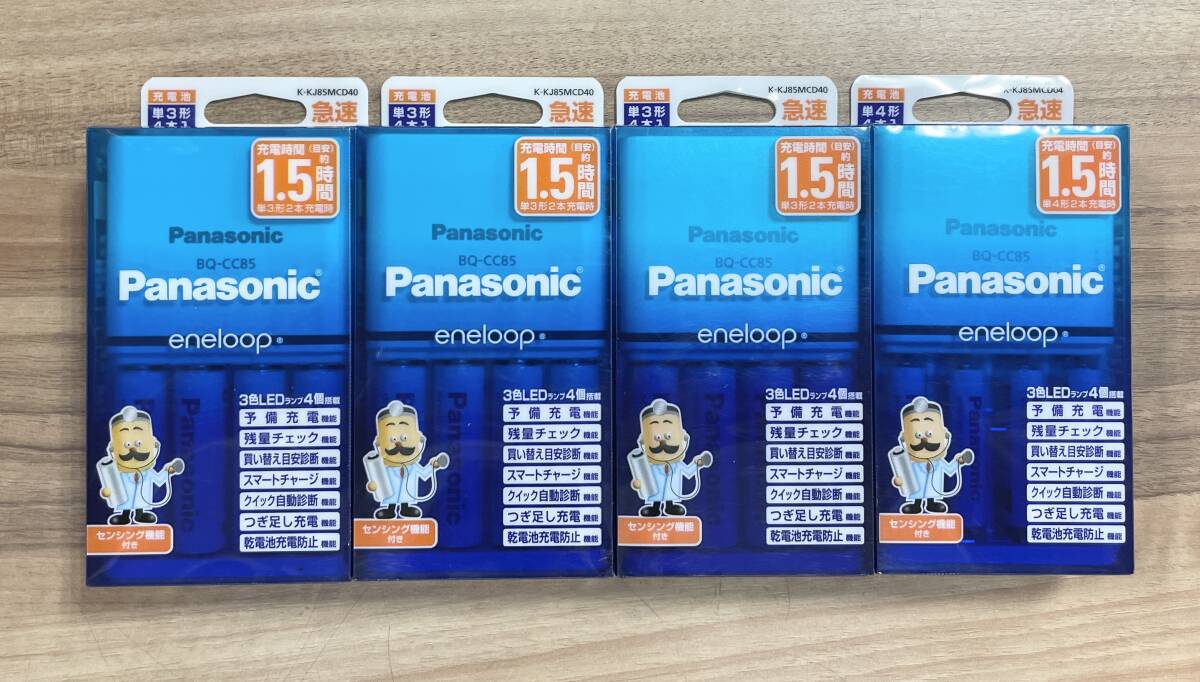 充電池
単3形
4本入
K-KJ85MCD40
急速
充電時間(目安)
約
1.5時間
単3形2本充電時
Panasonic
BQ-CC85
Panasonic®
eneloop®
3色LEDランプ4個搭載
予備充電機能
残量チェック機能
買い替え目安診断機能
スマートチャージ機能
クイック自動診断機能
つぎ足し充電機能
乾電池充電防止機能
センシング機能
付き
Panasonic
充電池
単3形
4本入
K-KJ85MCD40
急速
充電時間(目安)
約
1.5時間
単3形2本充電時
Panasonic
BQ-CC85
Panasonic®
eneloop®
3色LEDランプ4個搭載
予備充電機能
残量チェック機能
買い替え目安診断機能
スマートチャージ機能
クイック自動診断機能
つぎ足し充電機能
乾電池充電防止機能
センシング機能
付き
Panasonic
充電池
単3形
4本入
K-KJ85MCD40
急速
充電時間(目安)
約
1.5時間
単3形2本充電時
Panasonic
BQ-CC85
Panasonic®
eneloop®
3色LEDランプ4個搭載
予備充電機能
残量チェック機能
買い替え目安診断機能
スマートチャージ機能
クイック自動診断機能
つぎ足し充電機能
乾電池充電防止機能
センシング機能
付き
Panasonic
充電池
単4形
4本入
K-KJ85MCD04
急速
充電時間(目安)
約
1.5時間
単4形2本充電時
Panasonic
BQ-CC85
Panasonic®
eneloop®
3色LEDランプ4個搭載
予備充電機能
残量チェック機能
買い替え目安診断機能
スマートチャージ機能
クイック自動診断機能
つぎ足し充電機能
乾電池充電防止機能
センシング機能
付き
Panasonic